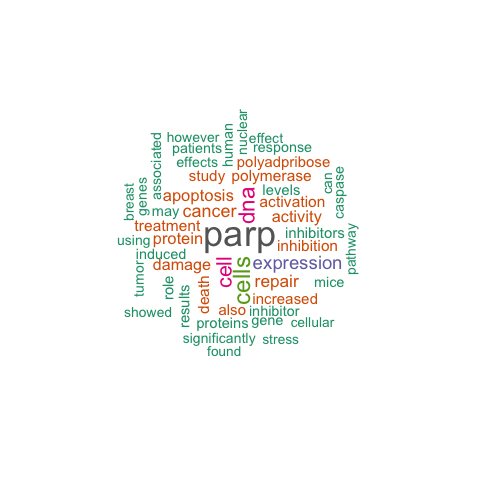 nuclear
human
however
effect
associated
patients
response
effects
polyadpribose
study
polymerase
can
caspase
breast
genes
apoptosis
levels
dna
activation
may
cancer
activity
treatment
parp
inhibitors
using
protein
inhibition
pathway
induced
cell
cells
expression
tumor
damage
role
death
repair
mice
results
increased
showed
also
inhibitor
proteins
gene
cellular
significantly
stress
found